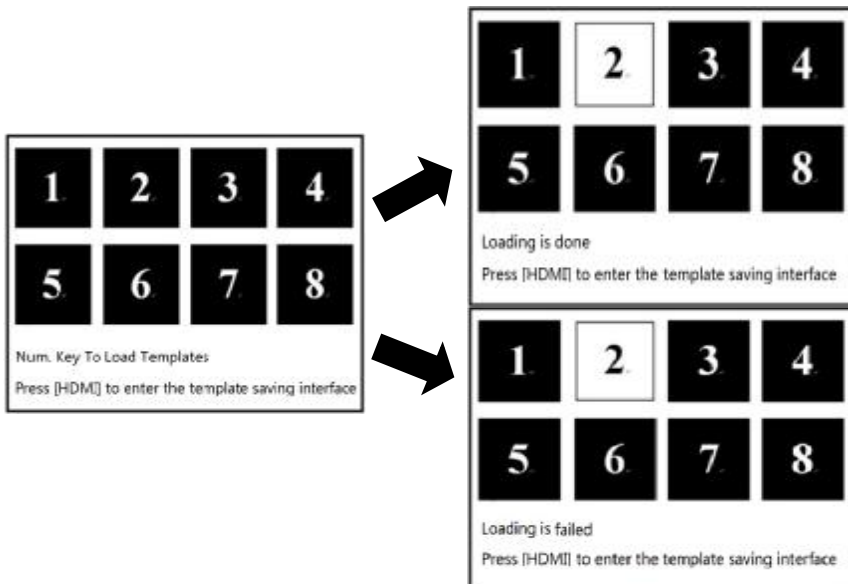 1 2 3 4
5 6 7 8
Num. Key To Load Templates
Press [HDMI] to enter the template saving interface
1 2 3 4
5 6 7 8
Loading is done
Press [HDMI] to enter the template saving interface
1 2 3 4
5 6 7 8
Loading is failed
Press [HDMI] to enter the template saving interface